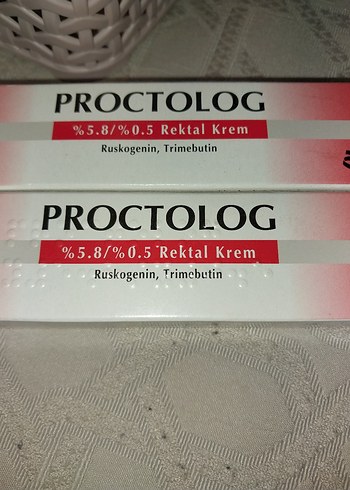 PROCTOLOG
%5.8/%0.5 Rektal Krem
Ruskogenin, Trimebutin
PROCTOLOG
%5.8/%0.5 Rektal Krem
Ruskogenin, Trimebutin